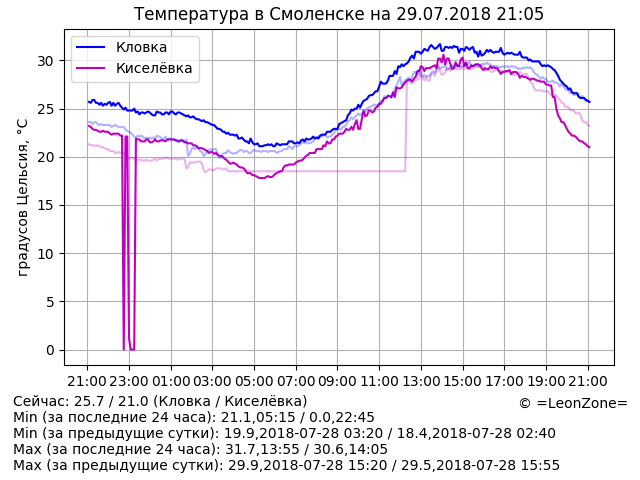 Температура в Смоленске на 29.07.2018 21:05
Кловка
Киселёвка
градусов Цельсия, °C
30
25
20
15
10
5
0
21:00 23:00 01:00 03:00 05:00 07:00 09:00 11:00 13:00 15:00 17:00 19:00 21:00
Сейчас: 25.7 / 21.0 (Кловка / Киселёвка)
© =LeonZone=
Min (за последние 24 часа): 21.1,05:15 / 0.0,22:45
Min (за предыдущие сутки): 19.9,2018-07-28 03:20 / 18.4,2018-07-28 02:40
Max (за последние 24 часа): 31.7,13:55 / 30.6,14:05
Max (за предыдущие сутки): 29.9,2018-07-28 15:20 / 29.5,2018-07-28 15:55